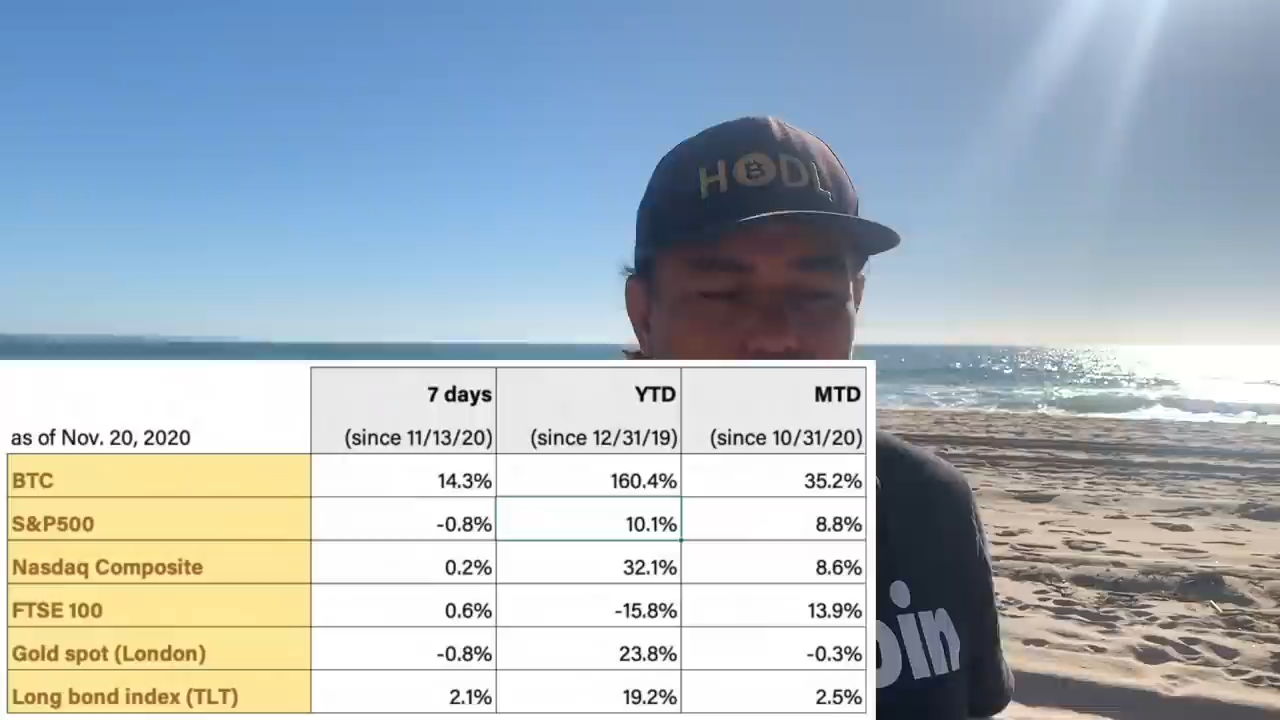 HODL
7 days YTD MTD
as of Nov. 20, 2020 (since 11/13/20) (since 12/31/19) (since 10/31/20)
BTC 14.3% 160.4% 35.2%
S&P500 -0.8% 10.1% 8.8%
Nasdaq Composite 0.2% 32.1% 8.6%
FTSE 100 0.6% -15.8% 13.9%
Gold spot (London) -0.8% 23.8% -0.3%
Long bond index (TLT) 2.1% 19.2% 2.5%
oin